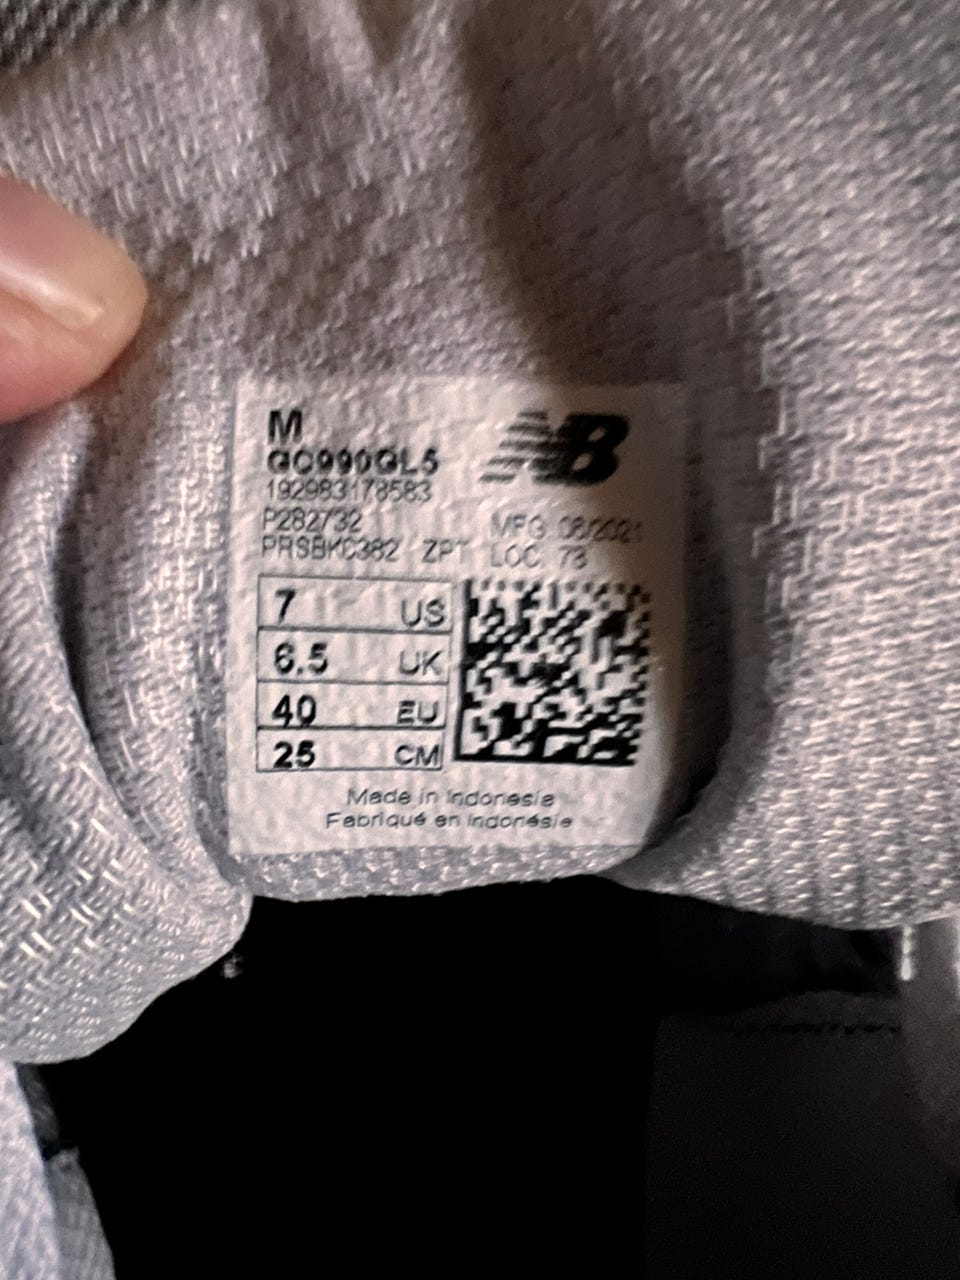 M
NB
GC990GL5
192983178583
P282732
MFG 08/2021
PRSBKC382 ZPT LOC 73
7 US
6.5 UK
40 EU
25 CM
Made in Indonesia
Fabriqué en Indonésie